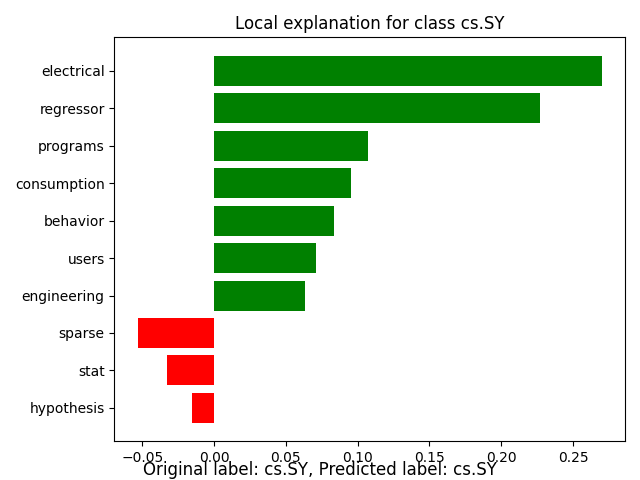 Local explanation for class cs.SY
electrical
regressor
programs
consumption
behavior
users
engineering
sparse
stat
hypothesis
−0.05 0.00 0.05 0.10 0.15 0.20 0.25
Original label: cs.SY, Predicted label: cs.SY